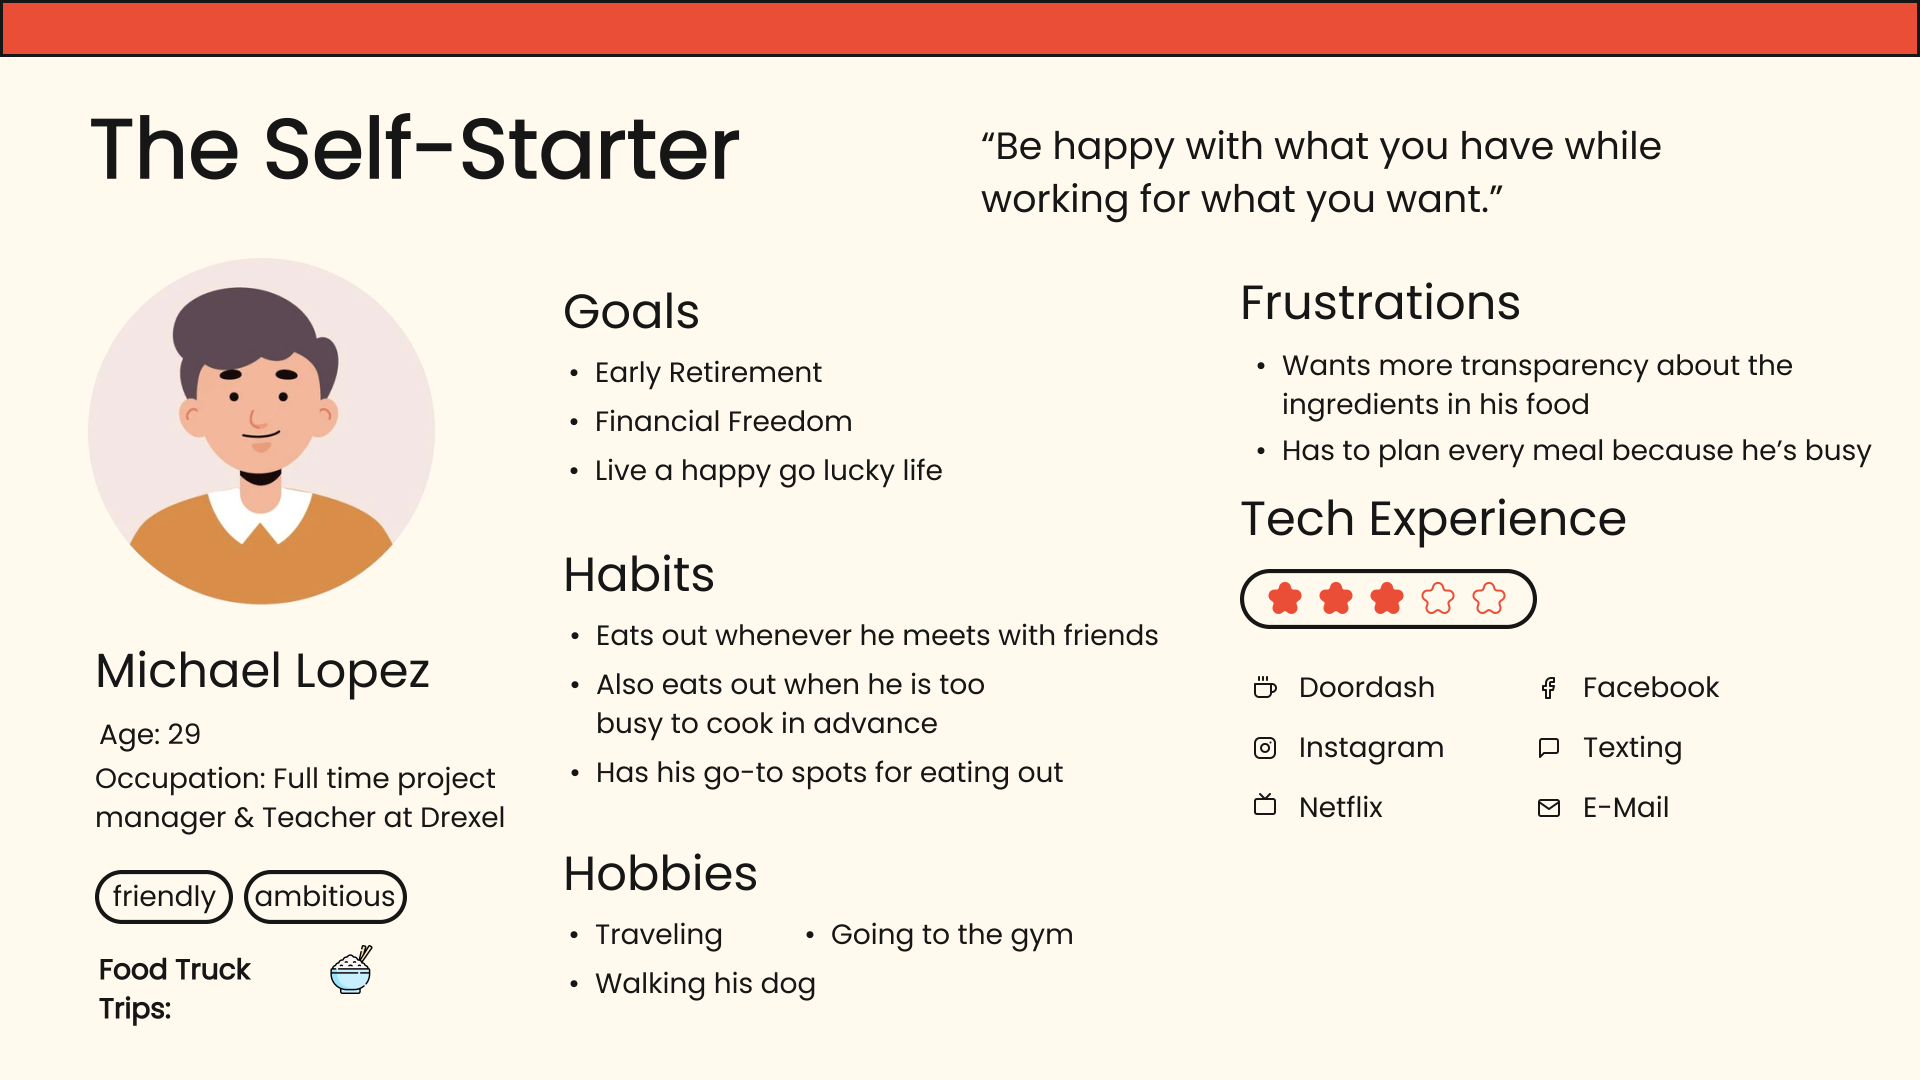 The Self-Starter
“Be happy with what you have while
working for what you want.”
Michael Lopez
Age: 29
Occupation: Full time project
manager & Teacher at Drexel
friendly
ambitious
Food Truck
Trips:
Goals
• Early Retirement
• Financial Freedom
• Live a happy go lucky life
Habits
• Eats out whenever he meets with friends
• Also eats out when he is too
busy to cook in advance
• Has his go-to spots for eating out
Hobbies
• Traveling
• Going to the gym
• Walking his dog
Frustrations
• Wants more transparency about the
ingredients in his food
• Has to plan every meal because he’s busy
Tech Experience
Doordash
Facebook
Instagram
Texting
Netflix
E-Mail